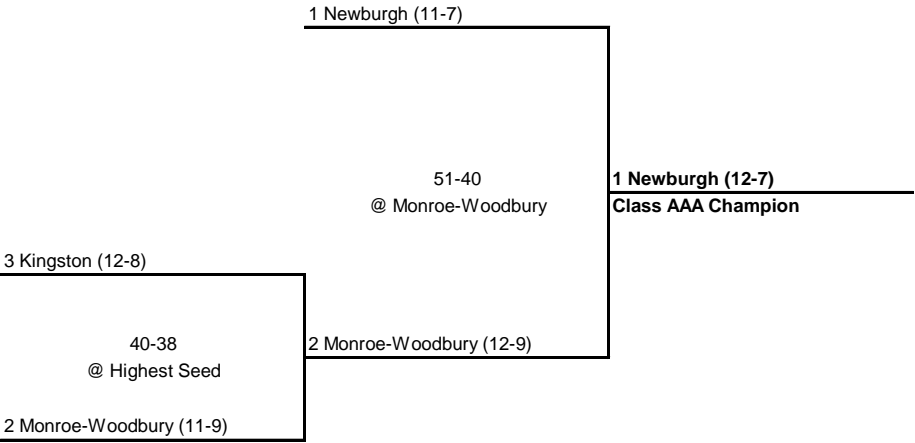 1 Newburgh (11-7)
51-40
@ Monroe-Woodbury
1 Newburgh (12-7)
Class AAA Champion
3 Kingston (12-8)
40-38
@ Highest Seed
2 Monroe-Woodbury (12-9)
2 Monroe-Woodbury (11-9)